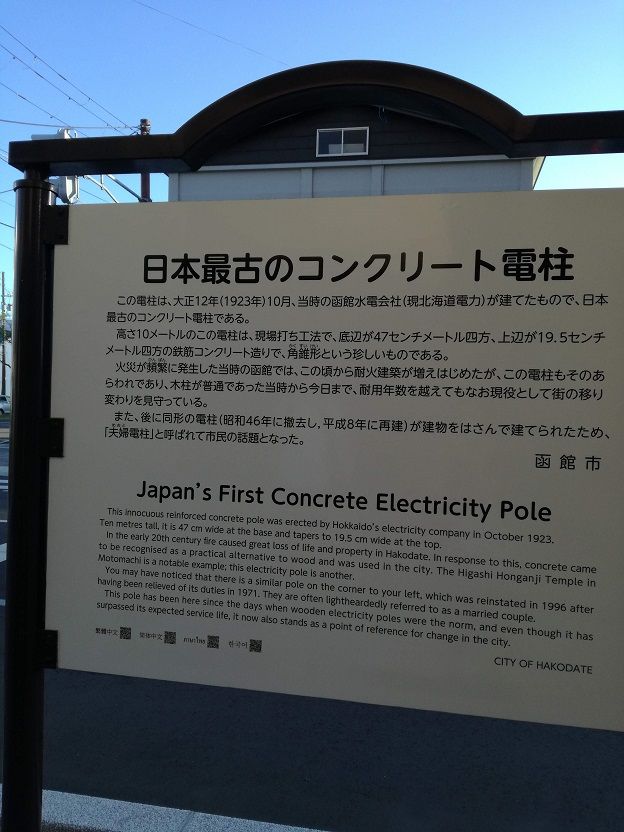 日本最古のコンクリート電柱
この電柱は、大正12年(1923年)10月、当時の函館水電会社(現北海道電力)が建てたもので、日本
最古のコンクリート電柱である。
高さ10メートルのこの電柱は、現場打ち工法で、底辺が47センチメートル四方、上辺が19.5センチ
メートル四方の鉄筋コンクリート造りで、角錐形という珍しいものである。
火災が頻繁に発生した当時の函館では、この頃から耐火建築が増えはじめたが、この電柱もそのあ
らわれであり、木柱が普通であった当時から今日まで、耐用年数を越えてもなお現役として街の移り
変わりを見守っている。
また、後に同形の電柱(昭和46年に撤去し,平成8年に再建)が建物をはさんで建てられたため、
「夫婦電柱」と呼ばれて市民の話題となった。
函館市
Japan's First Concrete Electricity Pole
This innocuous reinforced concrete pole was erected by Hokkaido's electricity company in October 1923.
Ten metres tall, it is 47 cm wide at the base and tapers to 19.5 cm wide at the top.
In the early 20th century fire caused great loss of life and property in Hakodate. In response to this, concrete came
to be recognised as a practical alternative to wood and was used in the city. The Higashi Honganji Temple in
Motomachi is a notable example; this electricity pole is another.
You may have noticed that there is a similar pole on the corner to your left, which was reinstated in 1996 after
having been relieved of its duties in 1971. They are often lightheardedly referred to as a married couple.
This pole has been here since the days when wooden electricity poles were the norm, and even though it has
surpassed its expected service life, it now also stands as a point of reference for change in the city.
繁體中文 简体中文 ภาษาไทย 한국어
CITY OF HAKODATE